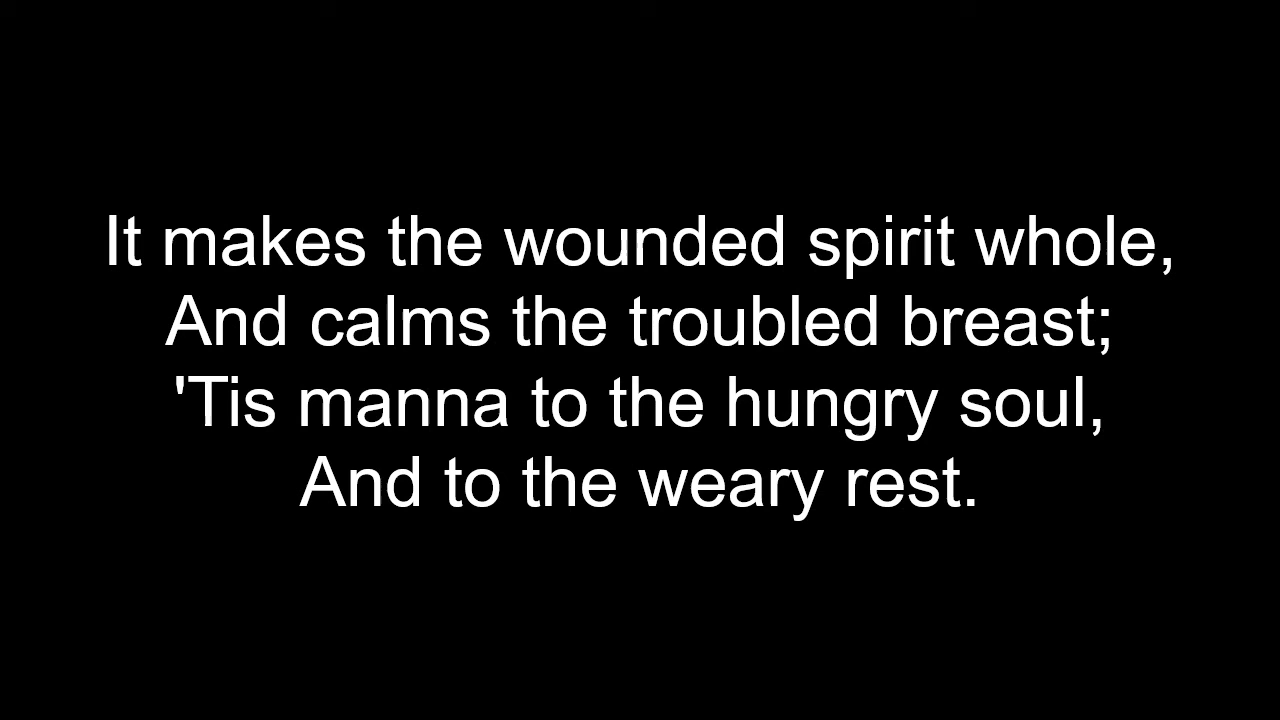 It makes the wounded spirit whole,
And calms the troubled breast;
'Tis manna to the hungry soul,
And to the weary rest.